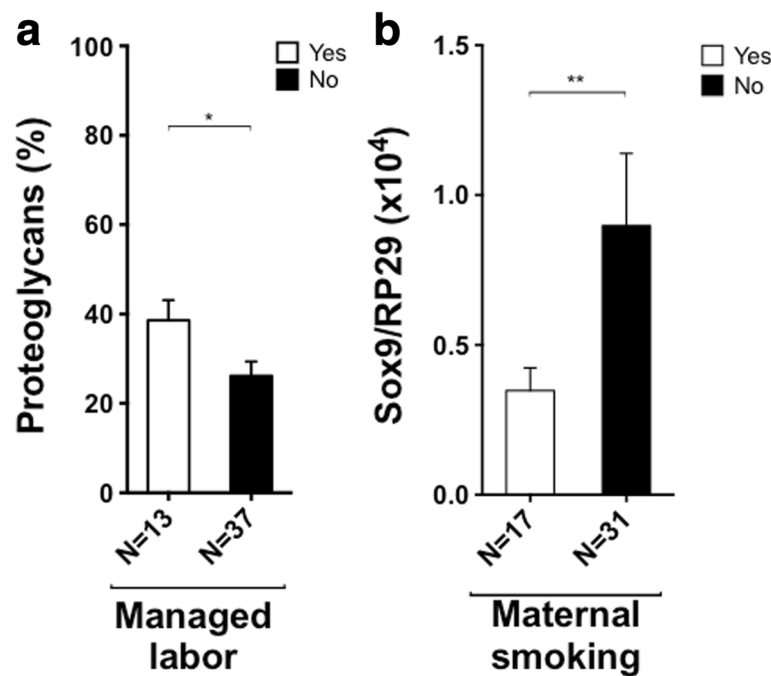 a
Proteoglycans (%)
100
80
60
40
20
0
Yes
No
*
N=13
N=37
Managed
labor
b
Sox9/RP29 (x10⁴)
1.5
1.0
0.5
0.0
Yes
No
**
N=17
N=31
Maternal
smoking